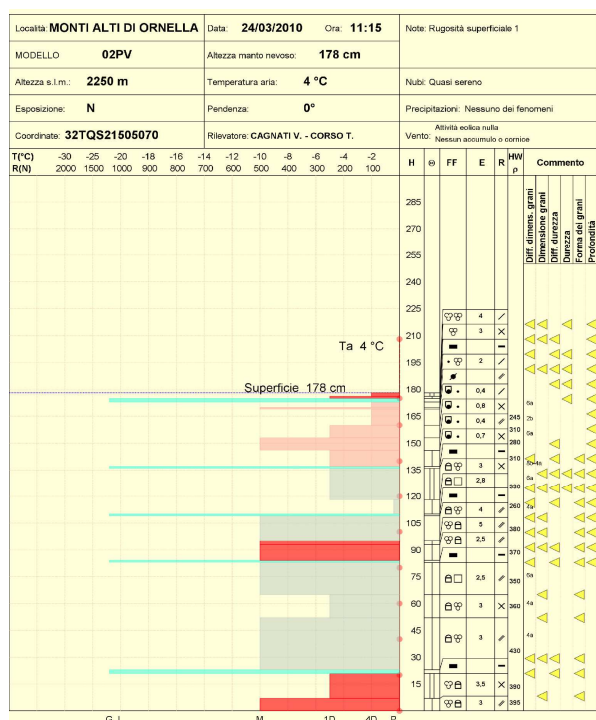 Località: MONTI ALTI DI ORNELLA Data: 24/03/2010 Ora: 11:15 Note: Rugosità superficiale 1
MODELLO 02PV Altezza manto nevoso: 178 cm
Altezza s.l.m.: 2250 m Temperatura aria: 4 °C Nubi: Quasi sereno
Esposizione: N Pendenza: 0° Precipitazioni: Nessuno dei fenomeni
Coordinate: 32TQS21505070 Rilevatore: CAGNATI V. - CORSO T. Vento: Attività eolica nulla
Nessun accumulo o cornice
T(°C) -30 -25 -20 -18 -16 -14 -12 -10 -8 -6 -4 -2 H Θ FF E R HW Commento
R(N) 2000 1500 1000 900 800 700 600 500 400 300 200 100 ρ
Diff. dimens. grani
Dimensione grani
Diff. durezza
Durezza
Forma dei grani
Profondità
285
270
255
240
225
4
210 3
Ta 4 °C
195 2
Superficie 178 cm 180 0,4
0,8 6a
165 245 2b
0,4 310 6a
150 0,7 280
310
135 3 8b-4a
2,8 330 6a
120 260 4a
4
105 5 380
2,5
90 370
75 2,5 350 6a
60 3 360 4a
45 3 4a
430
30
15 3,5 390
3 395
M 1D 4D P